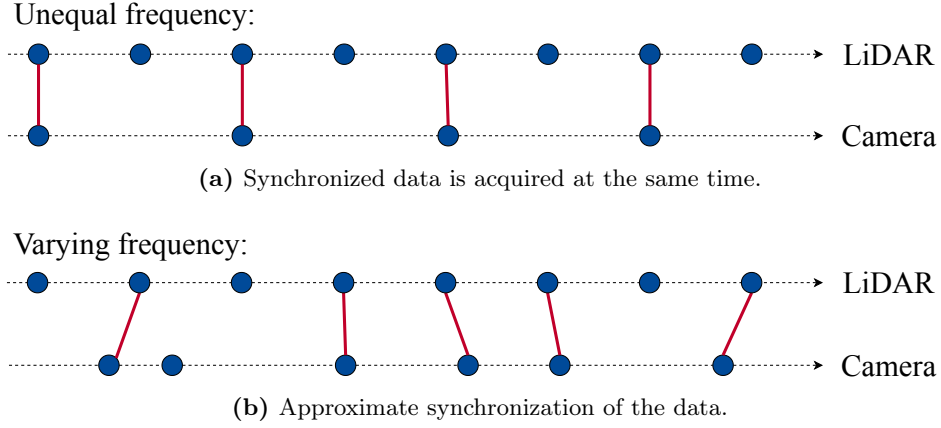 Unequal frequency:
LiDAR
Camera
(a) Synchronized data is acquired at the same time.
Varying frequency:
LiDAR
Camera
(b) Approximate synchronization of the data.